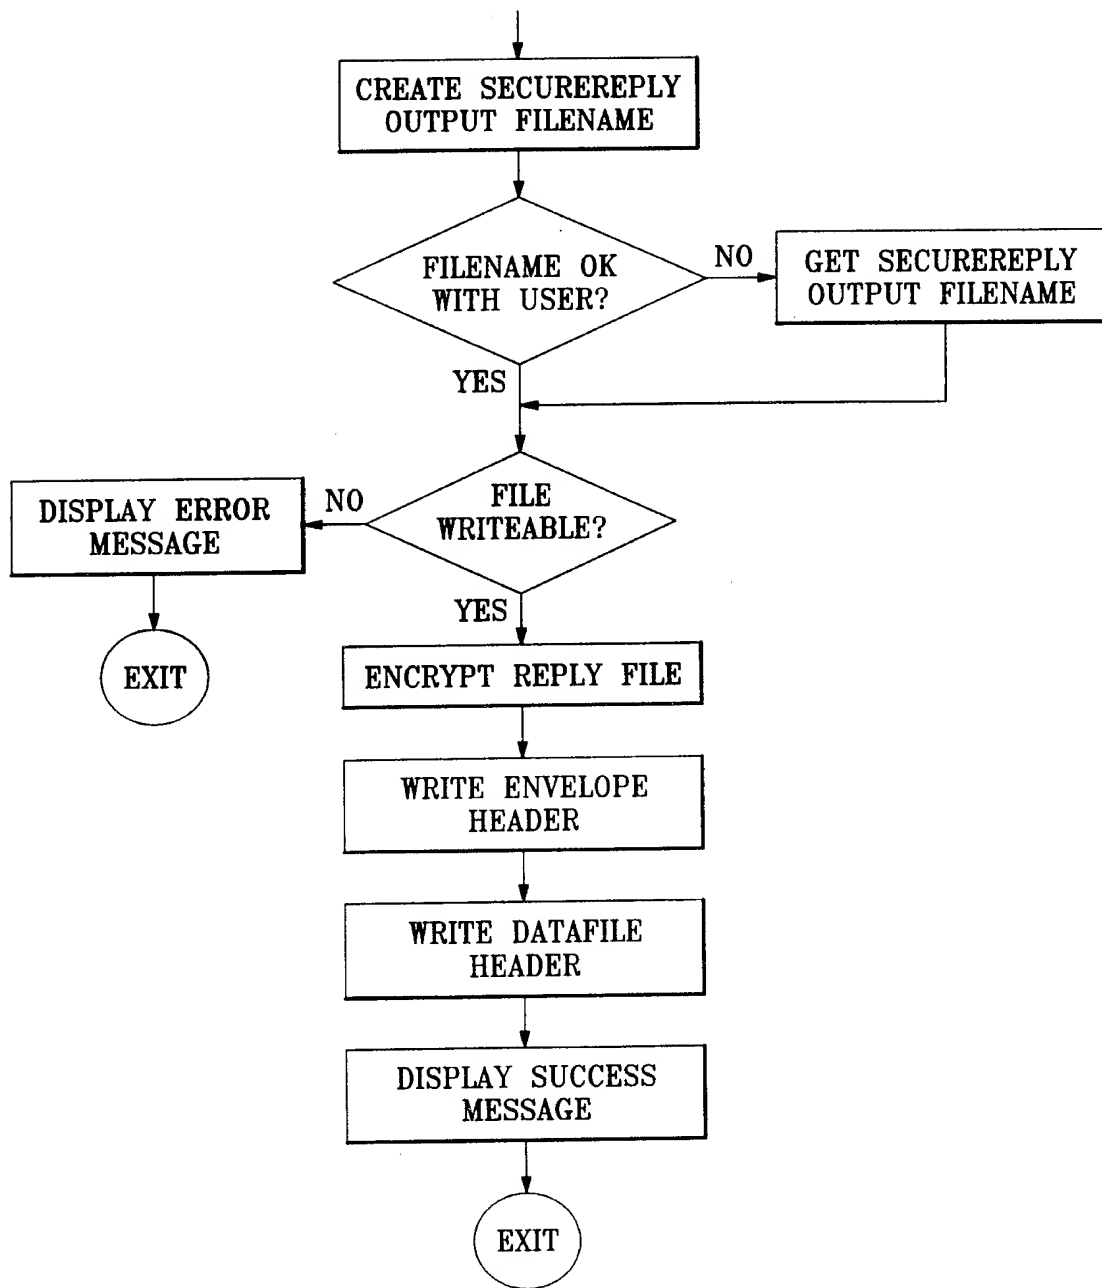 CREATE SECUREREPLY
OUTPUT FILENAME
FILENAME OK
WITH USER?
NO
GET SECUREREPLY
OUTPUT FILENAME
YES
DISPLAY ERROR
MESSAGE
NO
FILE
WRITEABLE?
YES
EXIT
ENCRYPT REPLY FILE
WRITE ENVELOPE
HEADER
WRITE DATAFILE
HEADER
DISPLAY SUCCESS
MESSAGE
EXIT